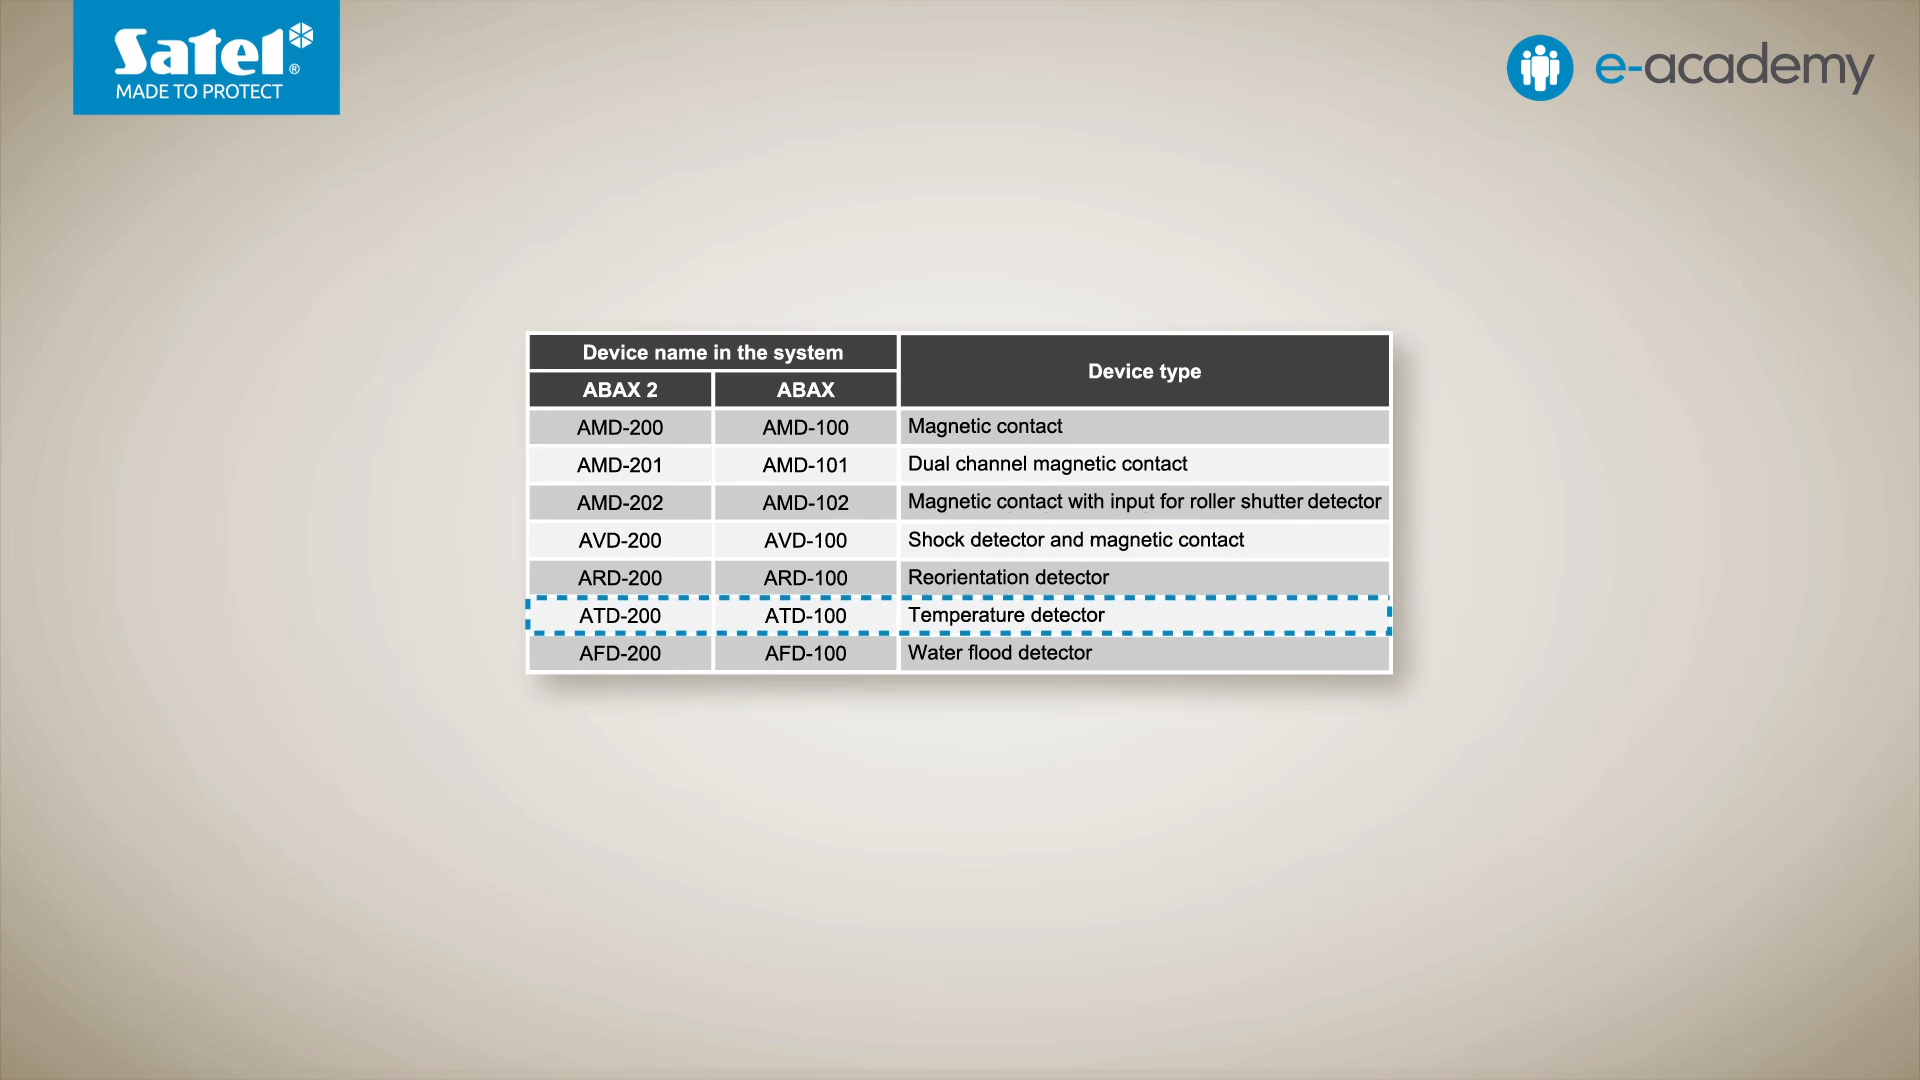 Satel®
MADE TO PROTECT
e-academy
Device name in the system
Device type
ABAX 2
ABAX
AMD-200 AMD-100 Magnetic contact
AMD-201 AMD-101 Dual channel magnetic contact
AMD-202 AMD-102 Magnetic contact with input for roller shutter detector
AVD-200 AVD-100 Shock detector and magnetic contact
ARD-200 ARD-100 Reorientation detector
ATD-200 ATD-100 Temperature detector
AFD-200 AFD-100 Water flood detector